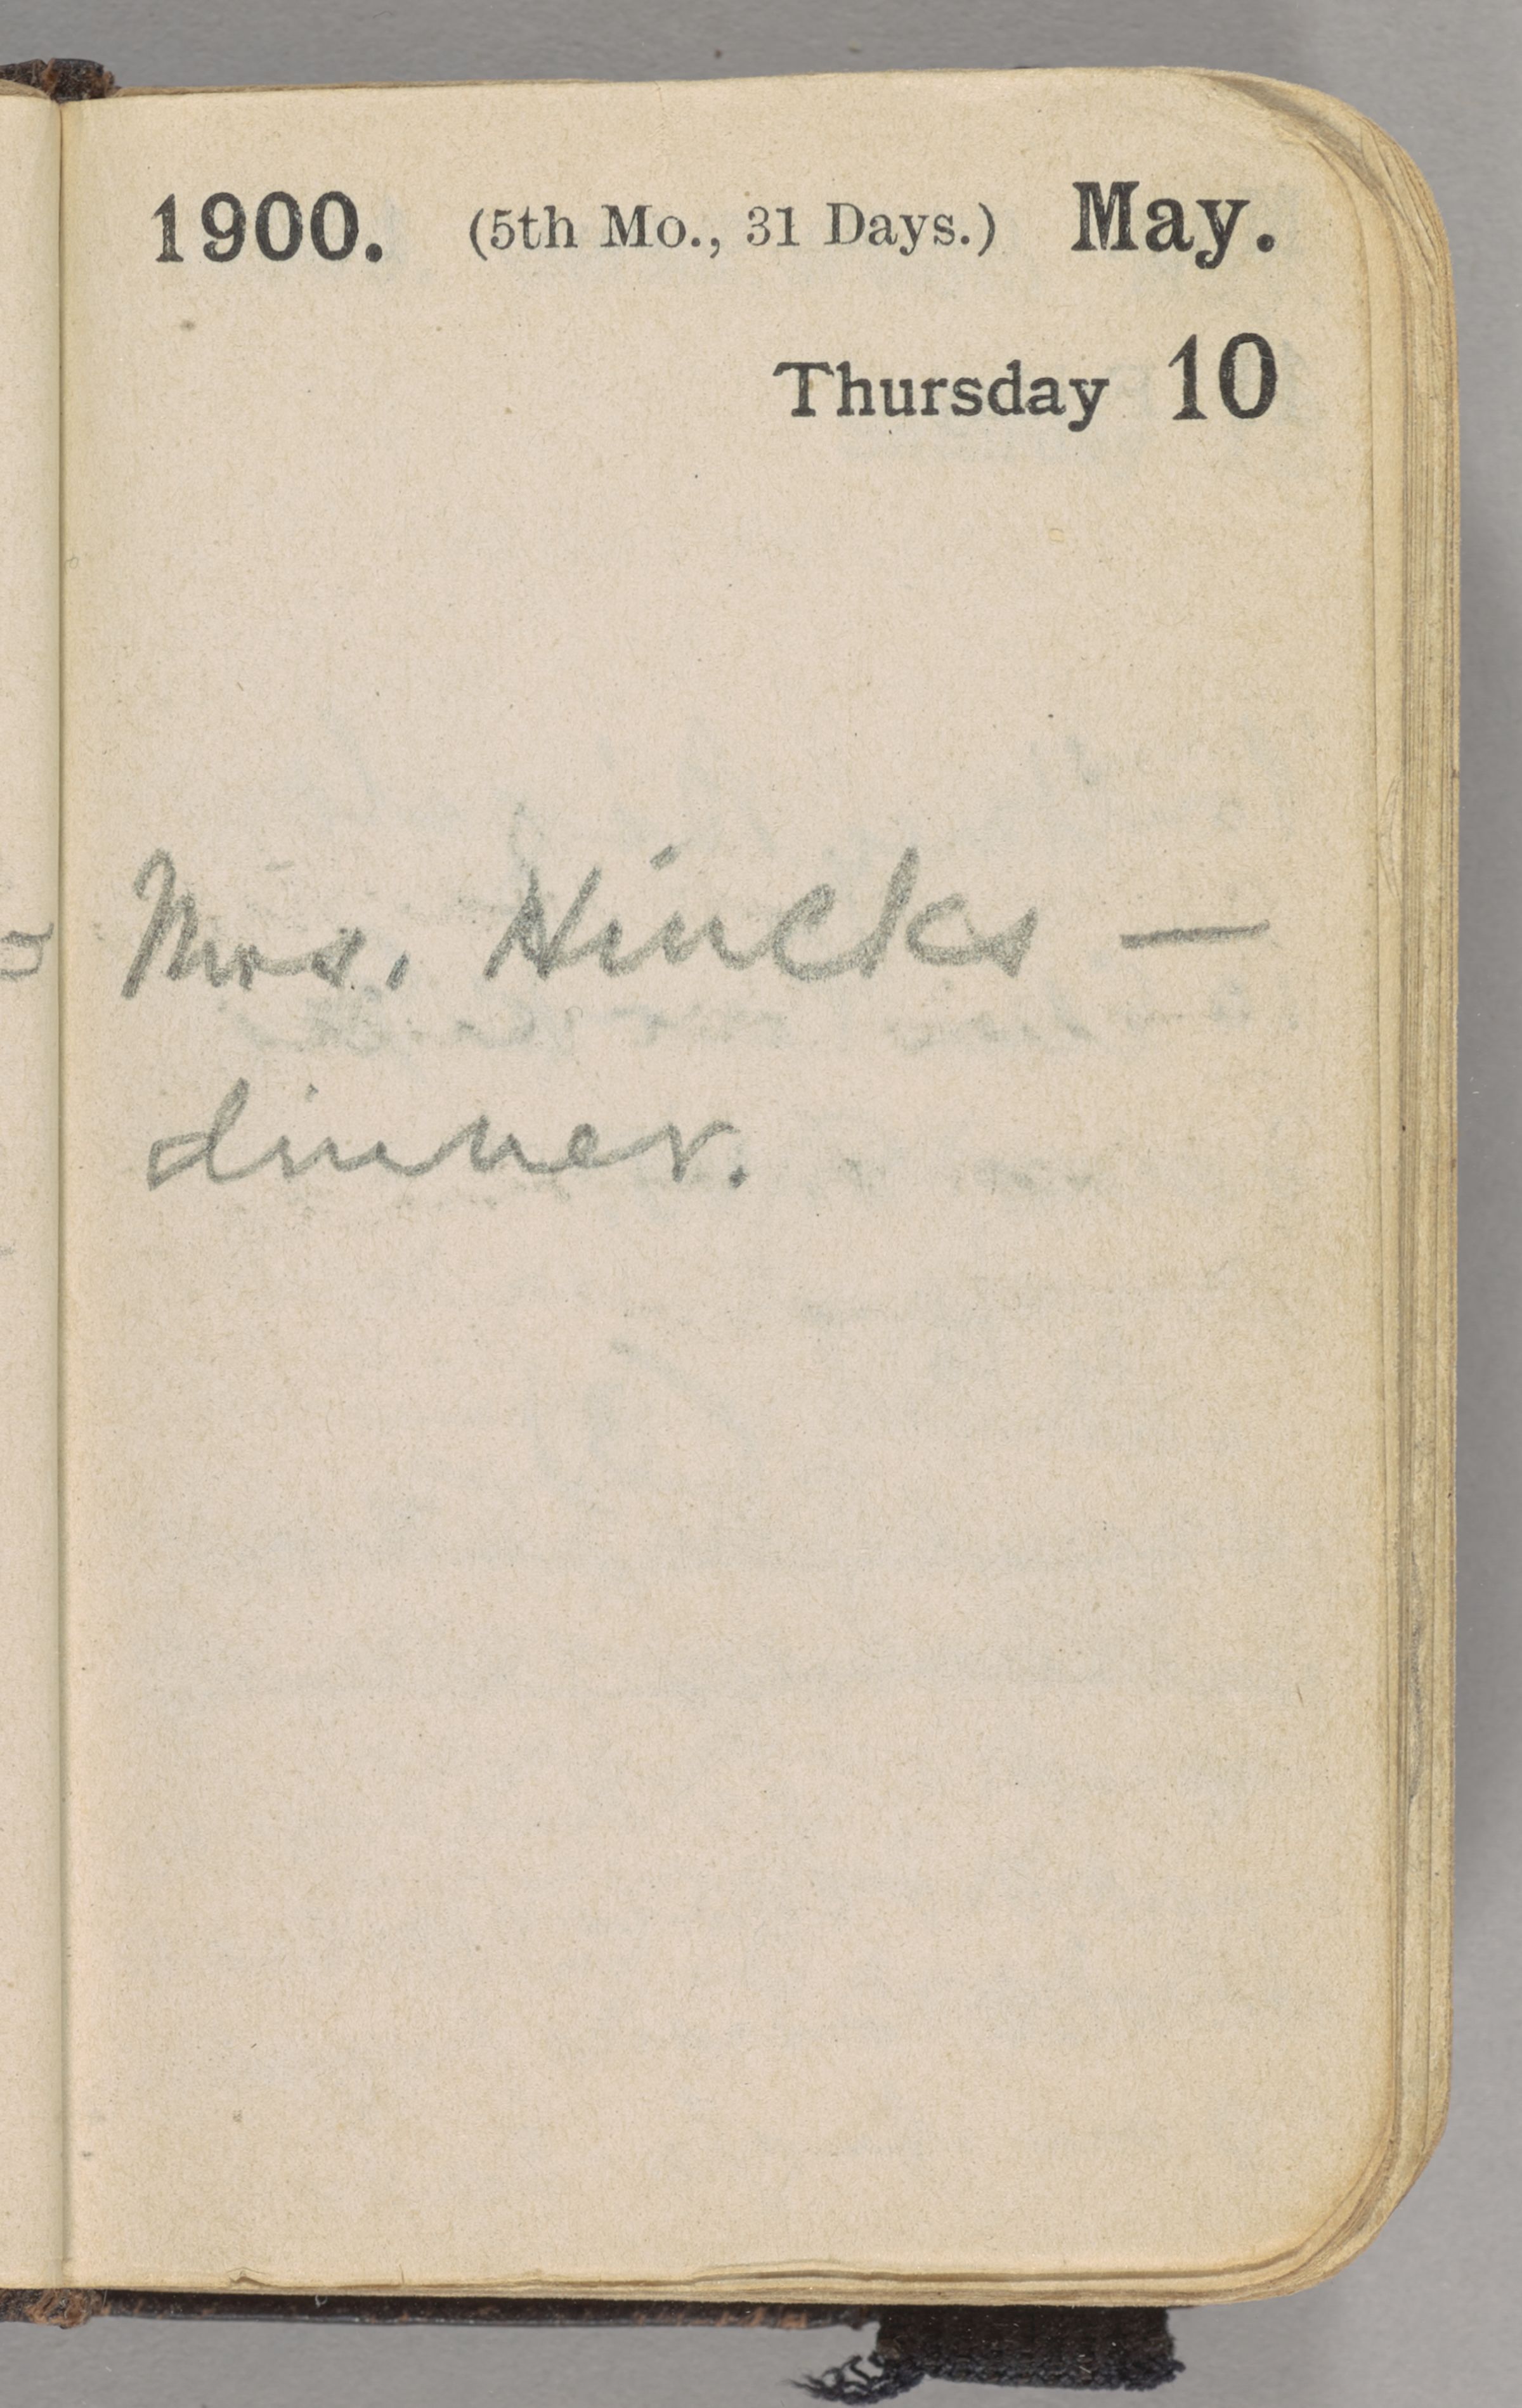 1900. (5th Mo., 31 Days.) May.
Thursday 10
Mrs. Hincks —
dinner.